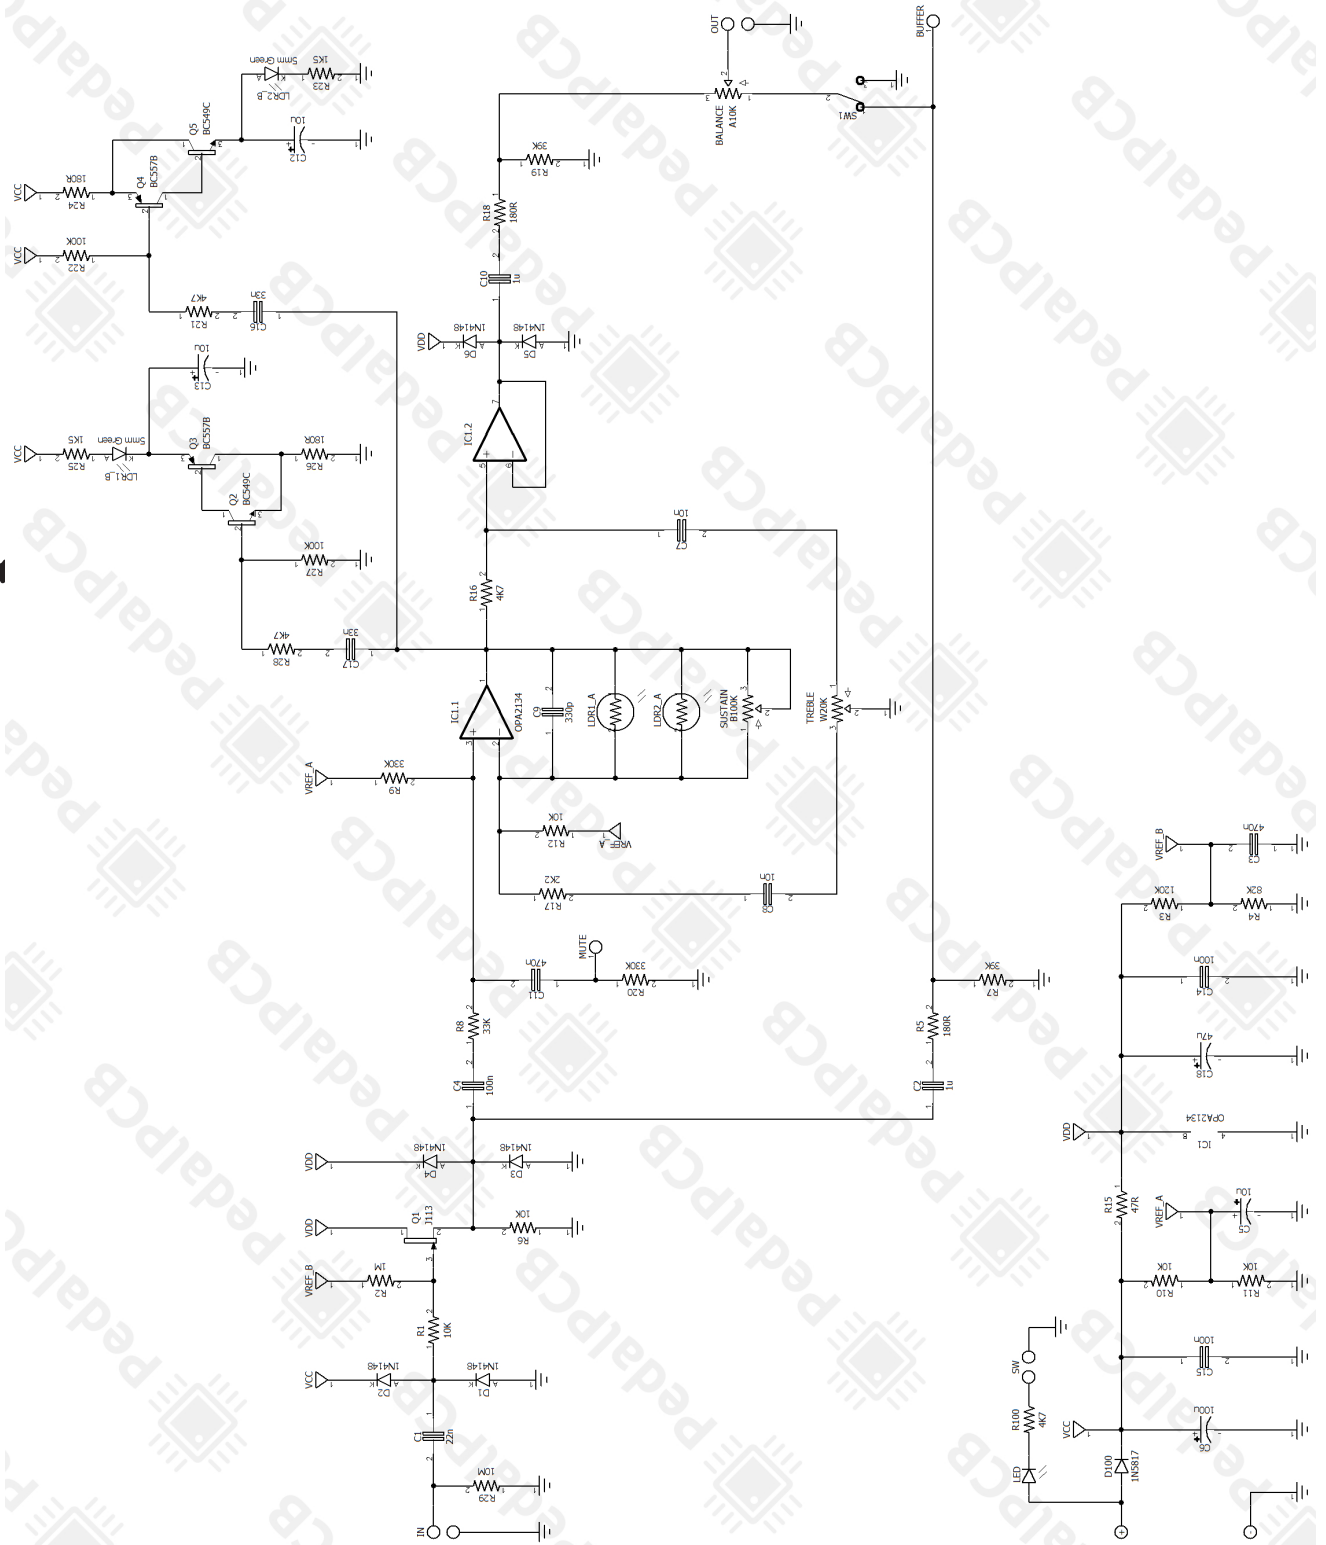 OUT
BUFFER
5mm Green
1K5
LDR2_B
R23
Q5
BC549C
10u
C12
BALANCE
A10K
SW1
VCC
180R
R24
Q4
BC557B
39K
R19
VCC
100K
R22
R18
180R
4K7
R21
33n
C16
C10
1u
VDD
1N4148
D6
1N4148
D5
10u
C13
VCC
1K5
R25
5mm Green
LDR1_B
Q3
BC557B
180R
R26
IC1.2
Q2
BC549C
100K
R27
10n
C7
R16
4K7
4K7
R28
33n
C17
IC1.1
OPA2134
C9
330p
LDR1_A
LDR2_A
SUSTAIN
B100K
TREBLE
W20K
VREF_A
330K
R9
10K
R12
VREF_A
2K2
R17
10n
C8
VREF_B
470n
C3
120K
R3
82K
R4
MUTE
470n
C11
330K
R20
39K
R7
100n
C14
R8
33K
R5
180R
47u
C18
C4
100n
C2
1u
VDD
OPA2134
IC1
VDD
1N4148
D4
1N4148
D3
R15
47R
VREF_A
10u
C5
VDD
Q1
J113
10K
R6
VREF_B
1M
R2
10K
R10
10K
R11
R1
10K
SW
100n
C15
VCC
1N4148
D2
1N4148
D1
R100
4K7
VCC
100u
C6
C1
22n
LED
D100
1N5817
10M
R29
IN
+
-
PedalPCB